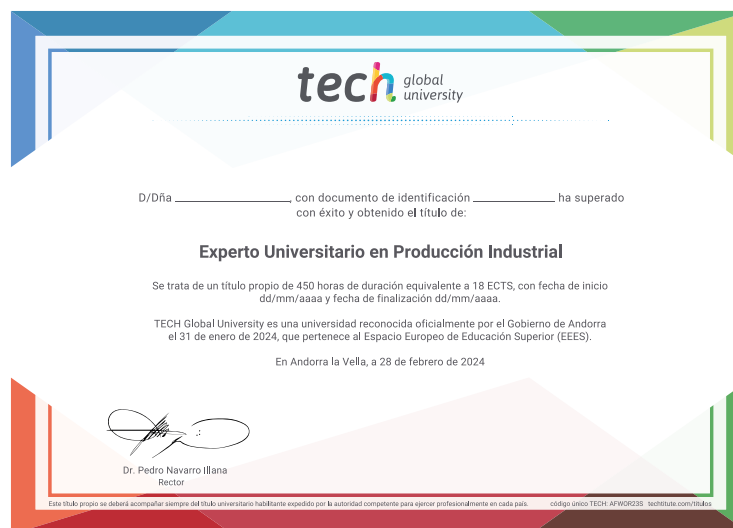 tech global university
D/Dña ____________________, con documento de identificación ______________ ha superado
con éxito y obtenido el título de:
Experto Universitario en Producción Industrial
Se trata de un título propio de 450 horas de duración equivalente a 18 ECTS, con fecha de inicio
dd/mm/aaaa y fecha de finalización dd/mm/aaaa.
TECH Global University es una universidad reconocida oficialmente por el Gobierno de Andorra
el 31 de enero de 2024, que pertenece al Espacio Europeo de Educación Superior (EEES).
En Andorra la Vella, a 28 de febrero de 2024
Dr. Pedro Navarro Illana
Rector
Este título propio se deberá acompañar siempre del título universitario habilitante expedido por la autoridad competente para ejercer profesionalmente en cada país. código único TECH: AFWOR23S techtitute.com/titulos